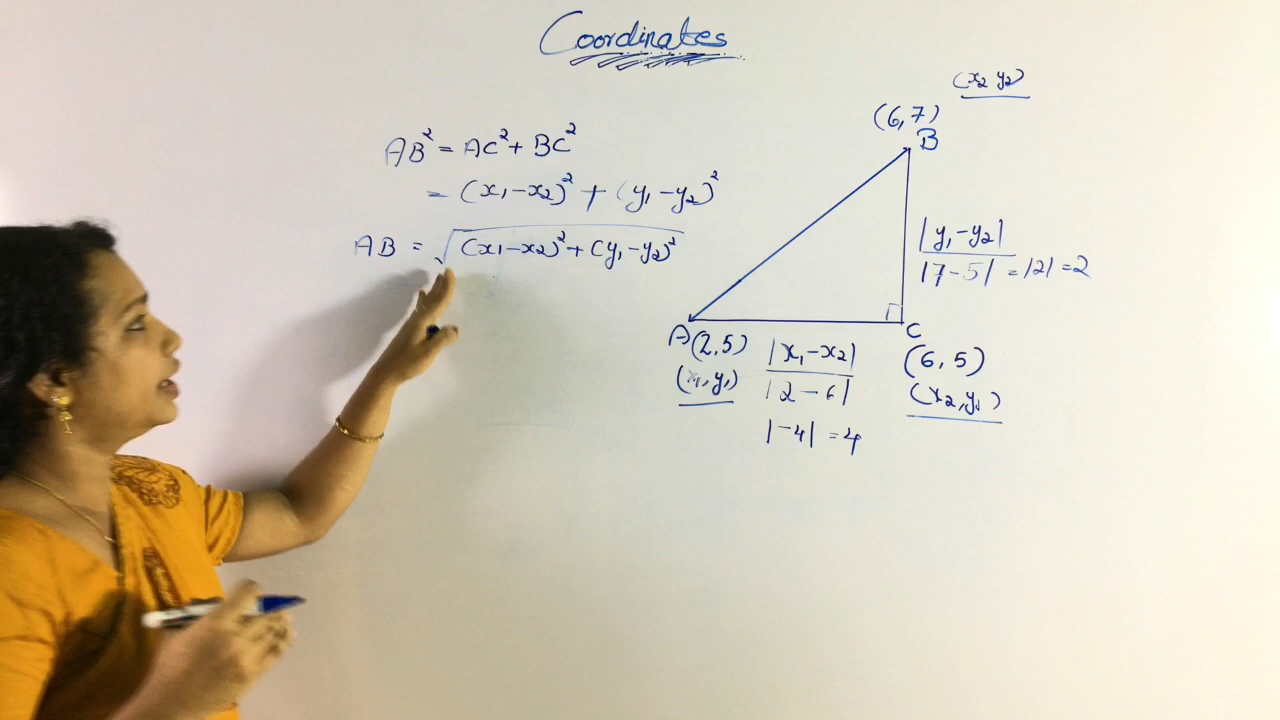 Coordinates
AB² = AC² + BC²
= (x₁-x₂)² + (y₁-y₂)²
AB = √(x₁-x₂)² + (y₁-y₂)²
(x₂ y₂)
(6,7)
B
|y₁-y₂|
|7-5| = |2| = 2
A(2,5)
(x₁,y₁)
|x₁-x₂|
|2-6|
|-4| = 4
C
(6,5)
(x₂,y₁)